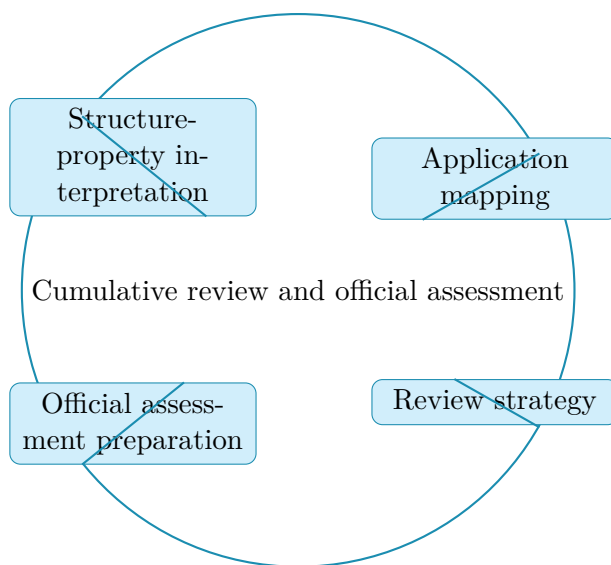 Structure-
property in-
terpretation
Application
mapping
Cumulative review and official assessment
Official assess-
ment preparation
Review strategy